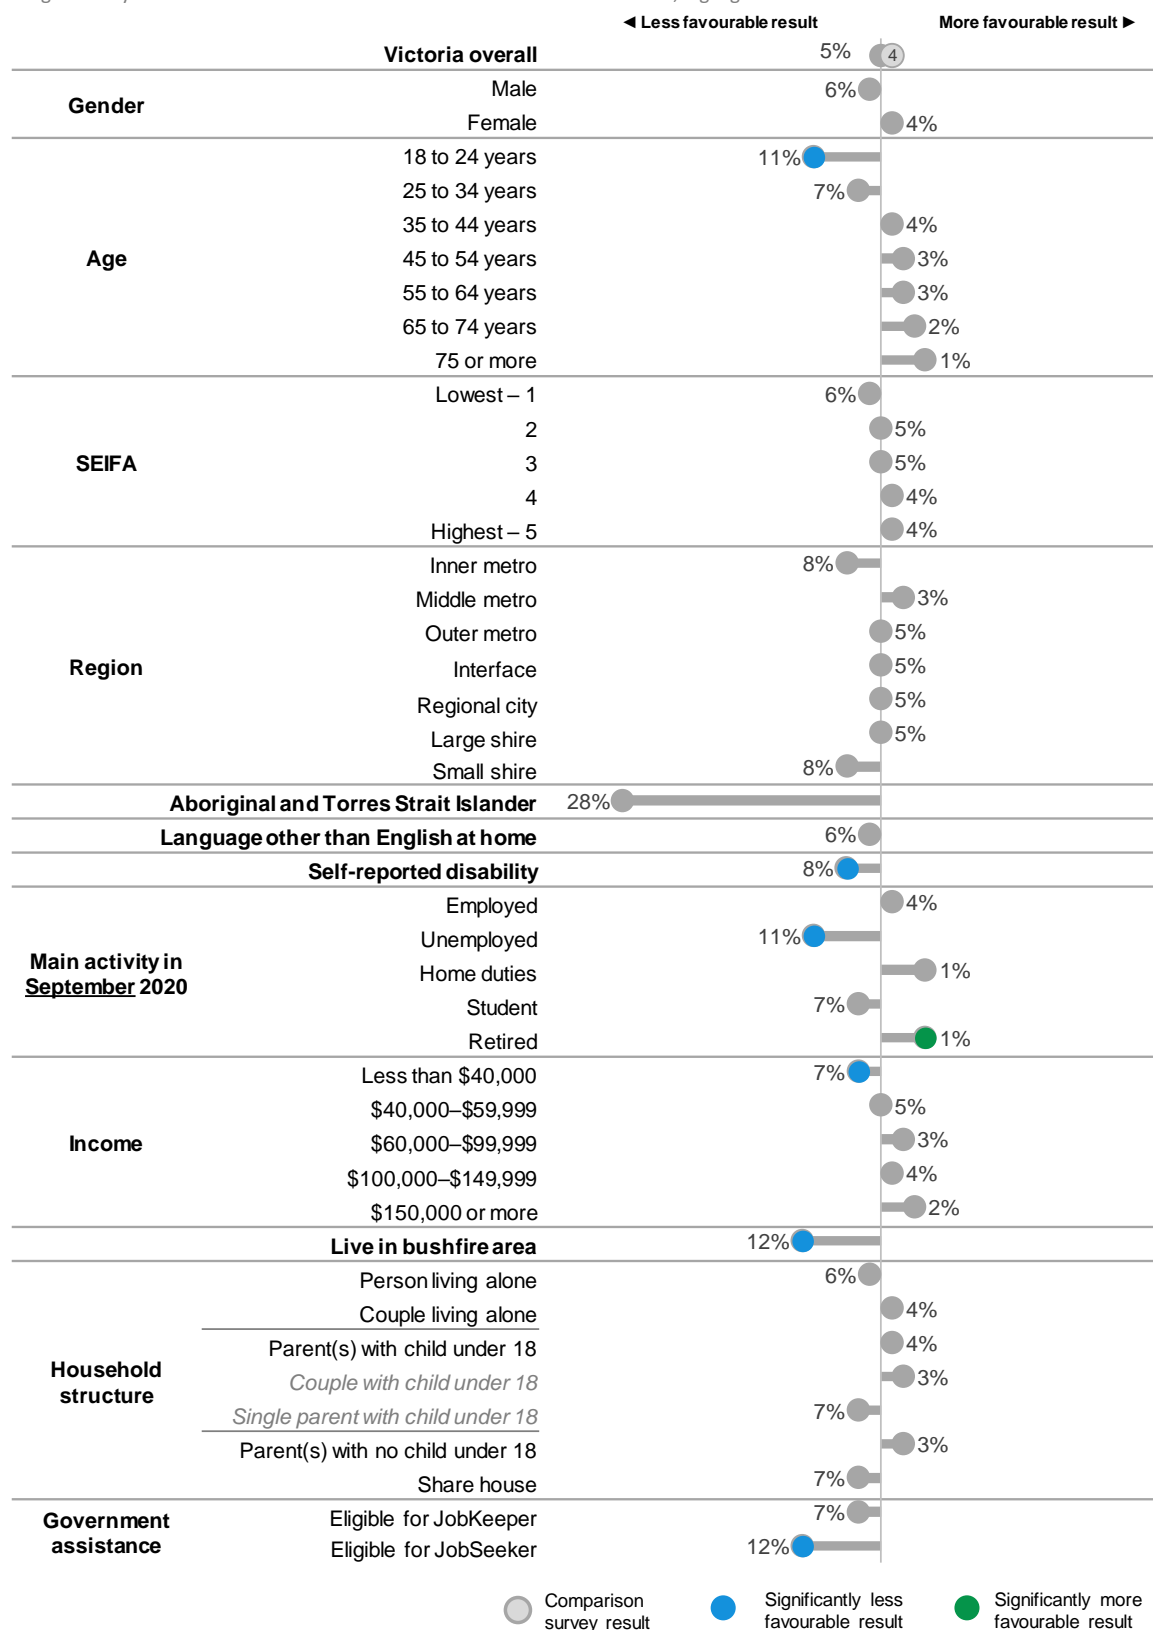 ◄ Less favourable result
More favourable result ►
Victoria overall
5%
4
Gender
Male
6%
Female
4%
Age
18 to 24 years
11%
25 to 34 years
7%
35 to 44 years
4%
45 to 54 years
3%
55 to 64 years
3%
65 to 74 years
2%
75 or more
1%
SEIFA
Lowest – 1
6%
2
5%
3
5%
4
4%
Highest – 5
4%
Region
Inner metro
8%
Middle metro
3%
Outer metro
5%
Interface
5%
Regional city
5%
Large shire
5%
Small shire
8%
Aboriginal and Torres Strait Islander
28%
Language other than English at home
6%
Self-reported disability
8%
Main activity in
September 2020
Employed
4%
Unemployed
11%
Home duties
1%
Student
7%
Retired
1%
Income
Less than $40,000
7%
$40,000–$59,999
5%
$60,000–$99,999
3%
$100,000–$149,999
4%
$150,000 or more
2%
Live in bushfire area
12%
Household
structure
Person living alone
6%
Couple living alone
4%
Parent(s) with child under 18
4%
Couple with child under 18
3%
Single parent with child under 18
7%
Parent(s) with no child under 18
3%
Share house
7%
Government
assistance
Eligible for JobKeeper
7%
Eligible for JobSeeker
12%
Comparison
survey result
Significantly less
favourable result
Significantly more
favourable result